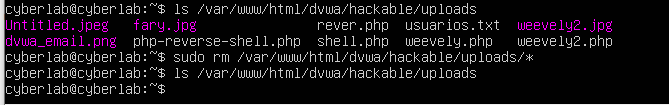 cyberlab@cyberlab:~$ ls /var/www/html/dvwa/hackable/uploads
Untitled.jpeg fary.jpg rever.php usuarios.txt weevely2.jpg
dvwa_email.png php-reverse-shell.php shell.php weevely.php weevely2.php
cyberlab@cyberlab:~$ sudo rm /var/www/html/dvwa/hackable/uploads/*
cyberlab@cyberlab:~$ ls /var/www/html/dvwa/hackable/uploads
cyberlab@cyberlab:~$